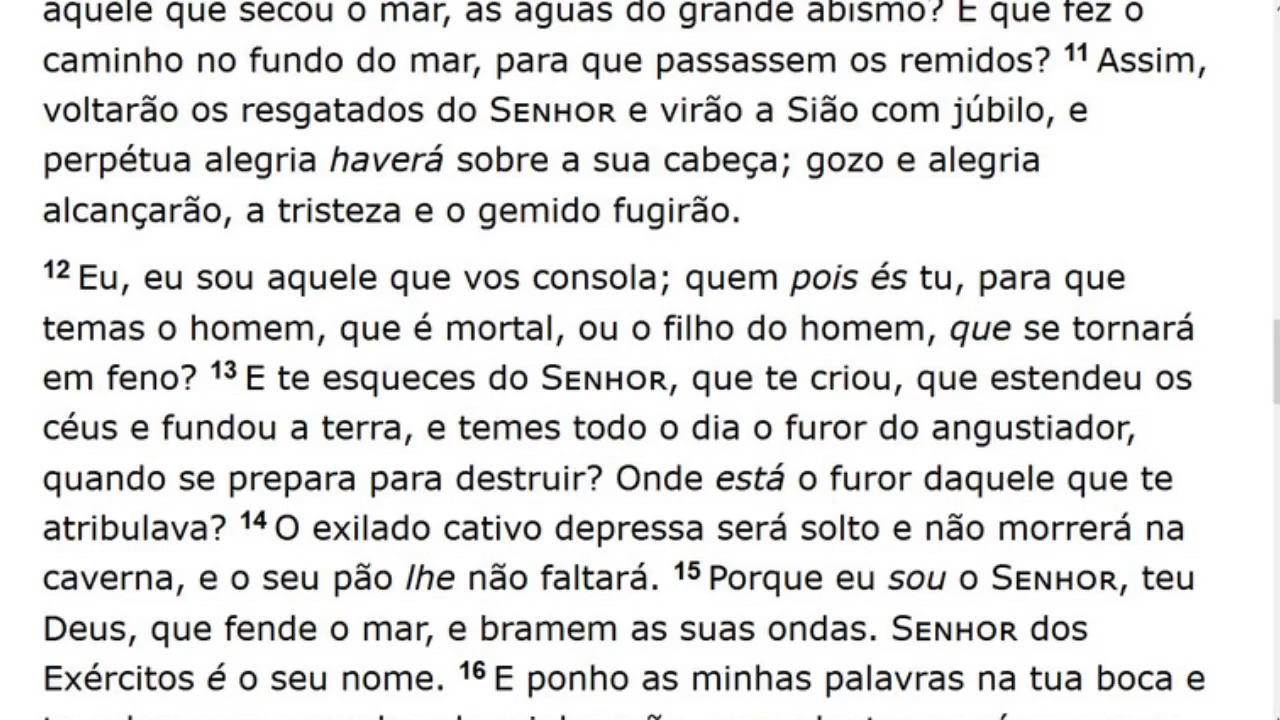 aquele que secou o mar, as águas do grande abismo? E que fez o
caminho no fundo do mar, para que passassem os remidos? 11 Assim,
voltarão os resgatados do SENHOR e virão a Sião com júbilo, e
perpétua alegria haverá sobre a sua cabeça; gozo e alegria
alcançarão, a tristeza e o gemido fugirão.
12 Eu, eu sou aquele que vos consola; quem pois és tu, para que
temas o homem, que é mortal, ou o filho do homem, que se tornará
em feno? 13 E te esqueces do SENHOR, que te criou, que estendeu os
céus e fundou a terra, e temes todo o dia o furor do angustiador,
quando se prepara para destruir? Onde está o furor daquele que te
atribulava? 14 O exilado cativo depressa será solto e não morrerá na
caverna, e o seu pão lhe não faltará. 15 Porque eu sou o SENHOR, teu
Deus, que fende o mar, e bramem as suas ondas. SENHOR dos
Exércitos é o seu nome. 16 E ponho as minhas palavras na tua boca e